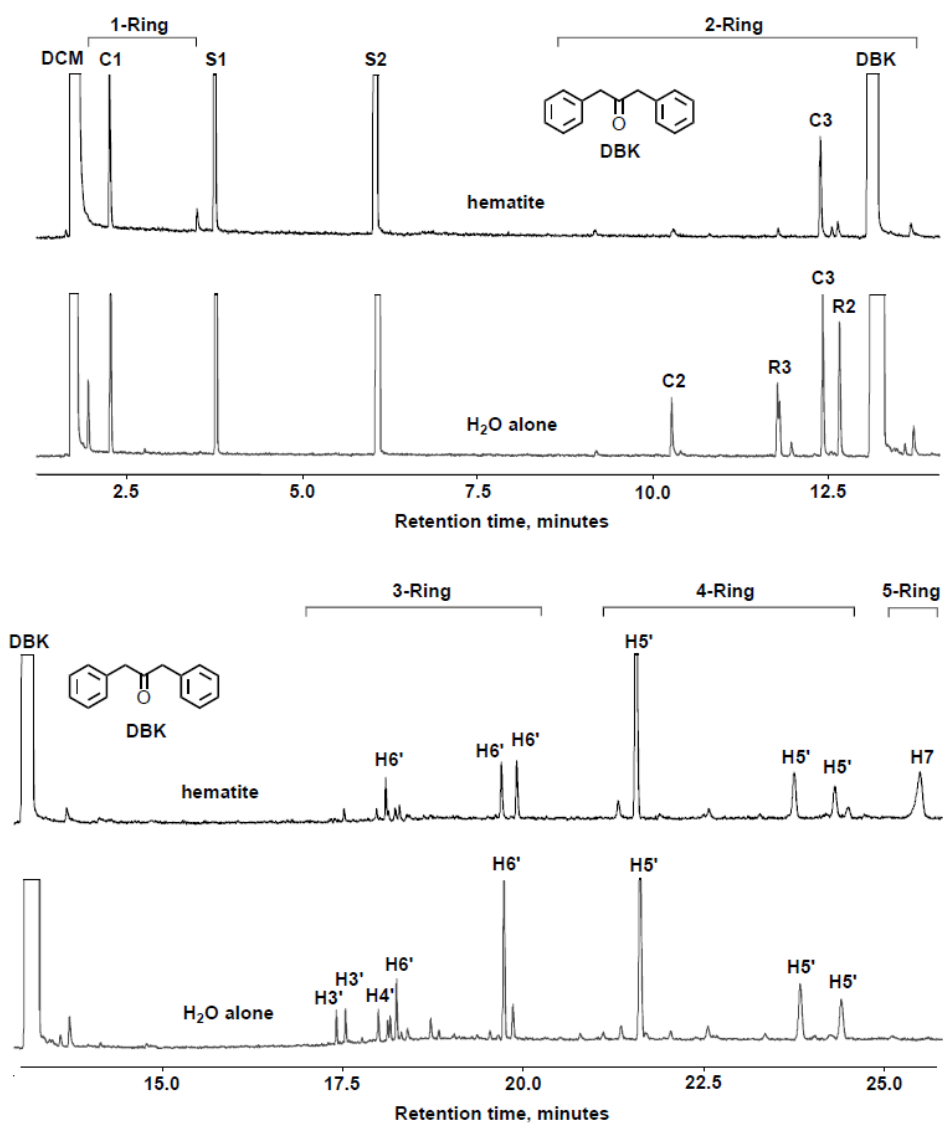 1-Ring 2-Ring
DCM C1 S1 S2 DBK
O
DBK
C3
hematite
C3
R2
C2
R3
H2O alone
2.5 5.0 7.5 10.0 12.5
Retention time, minutes
3-Ring 4-Ring 5-Ring
DBK H5'
O
DBK
hematite
H6' H6' H6' H5' H5' H7
H6' H5'
H2O alone
H3' H3' H4' H6' H5' H5'
15.0 17.5 20.0 22.5 25.0
Retention time, minutes